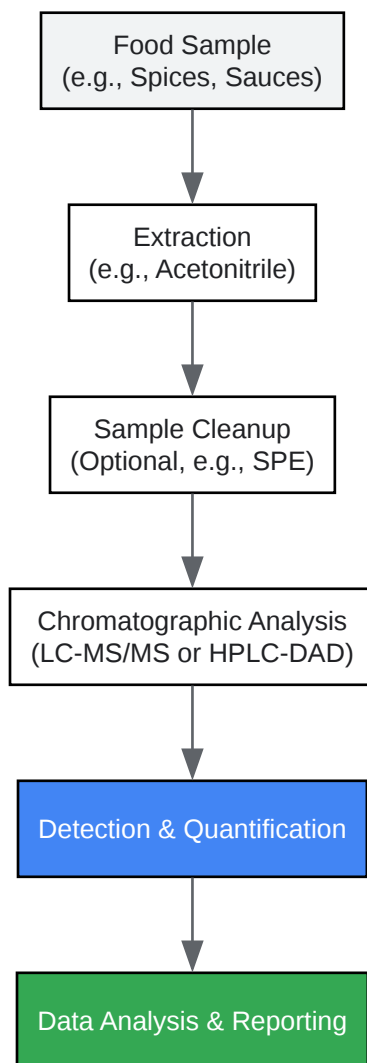 Food Sample
(e.g., Spices, Sauces)
Extraction
(e.g., Acetonitrile)
Sample Cleanup
(Optional, e.g., SPE)
Chromatographic Analysis
(LC-MS/MS or HPLC-DAD)
Detection & Quantification
Data Analysis & Reporting